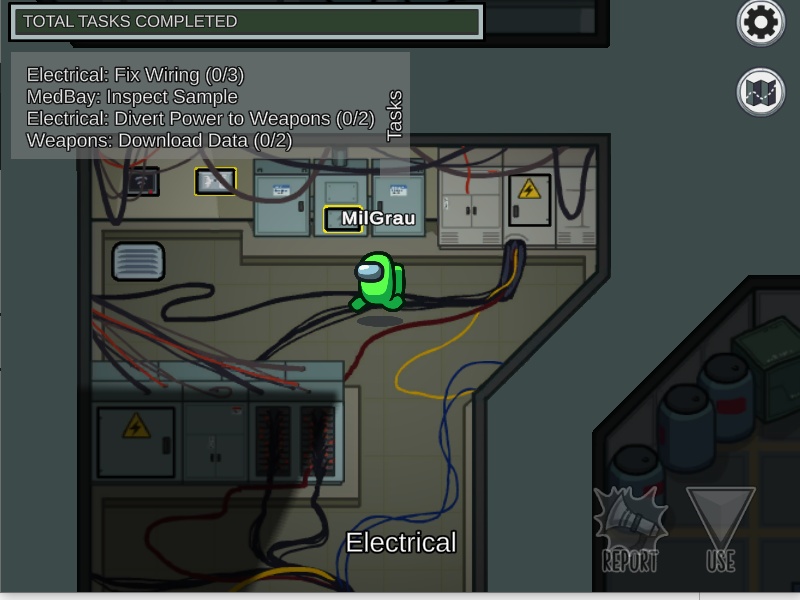 TOTAL TASKS COMPLETED
Electrical: Fix Wiring (0/3)
MedBay: Inspect Sample
Electrical: Divert Power to Weapons (0/2)
Weapons: Download Data (0/2)
Tasks
MilGrau
Electrical
REPORT
USE